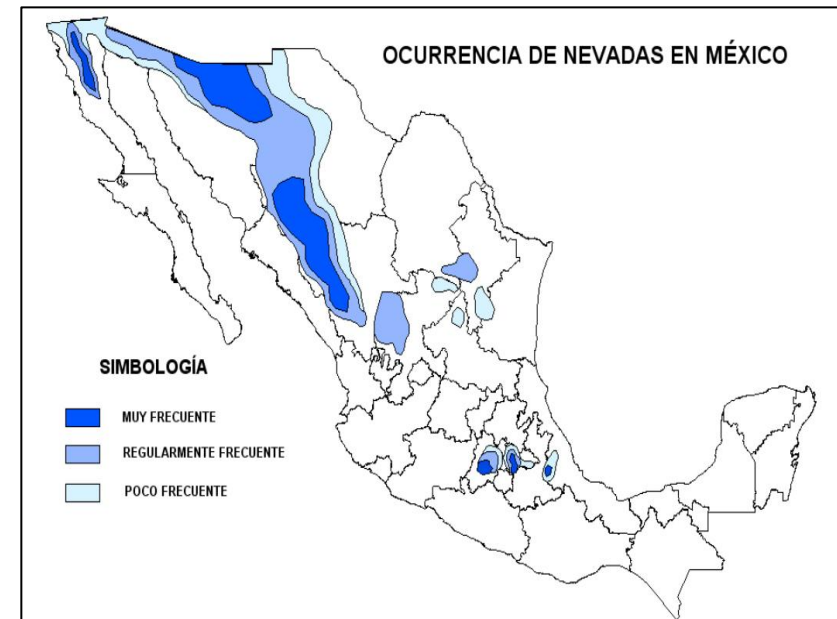 OCURRENCIA DE NEVADAS EN MÉXICO
SIMBOLOGÍA
MUY FRECUENTE
REGULARMENTE FRECUENTE
POCO FRECUENTE